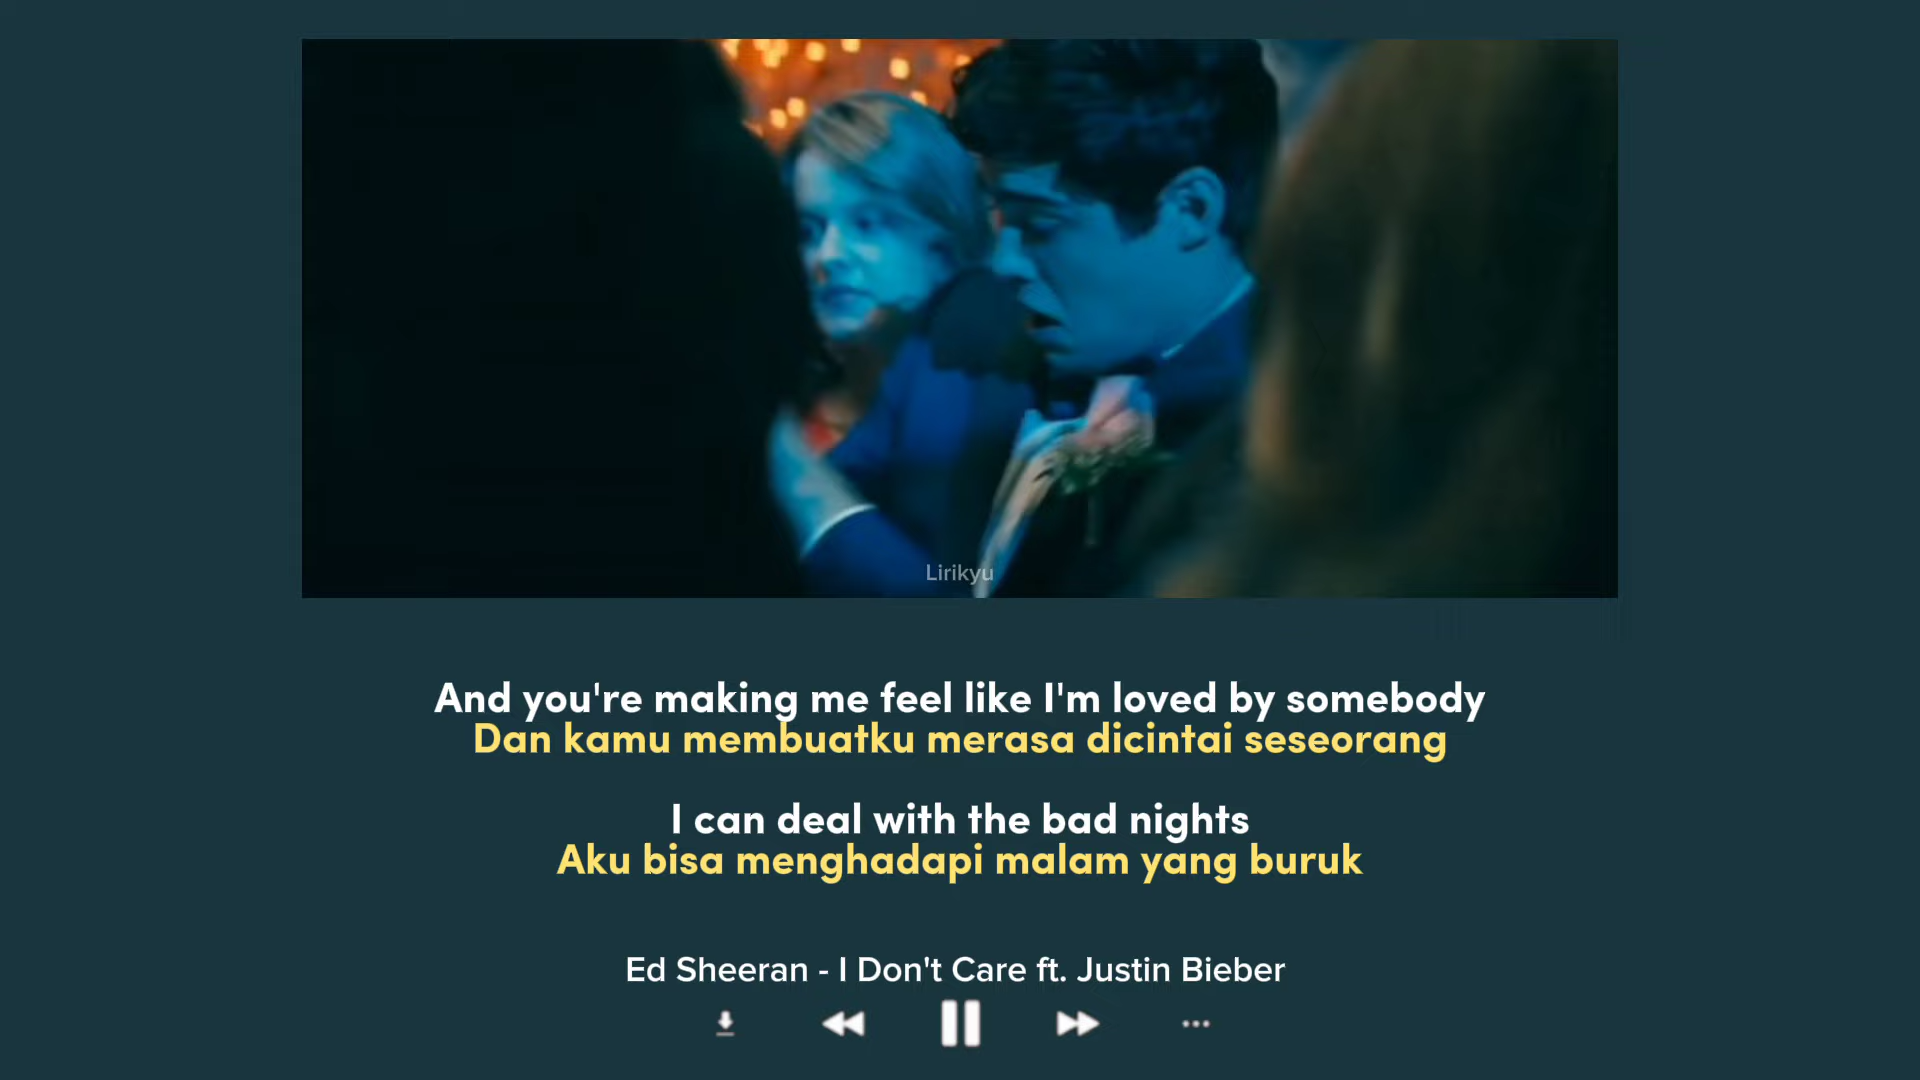 Lirikyu
And you're making me feel like I'm loved by somebody
Dan kamu membuatku merasa dicintai seseorang
I can deal with the bad nights
Aku bisa menghadapi malam yang buruk
Ed Sheeran - I Don't Care ft. Justin Bieber